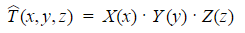 T̂(x,y,z) = X(x)· Y(y)· Z(z)